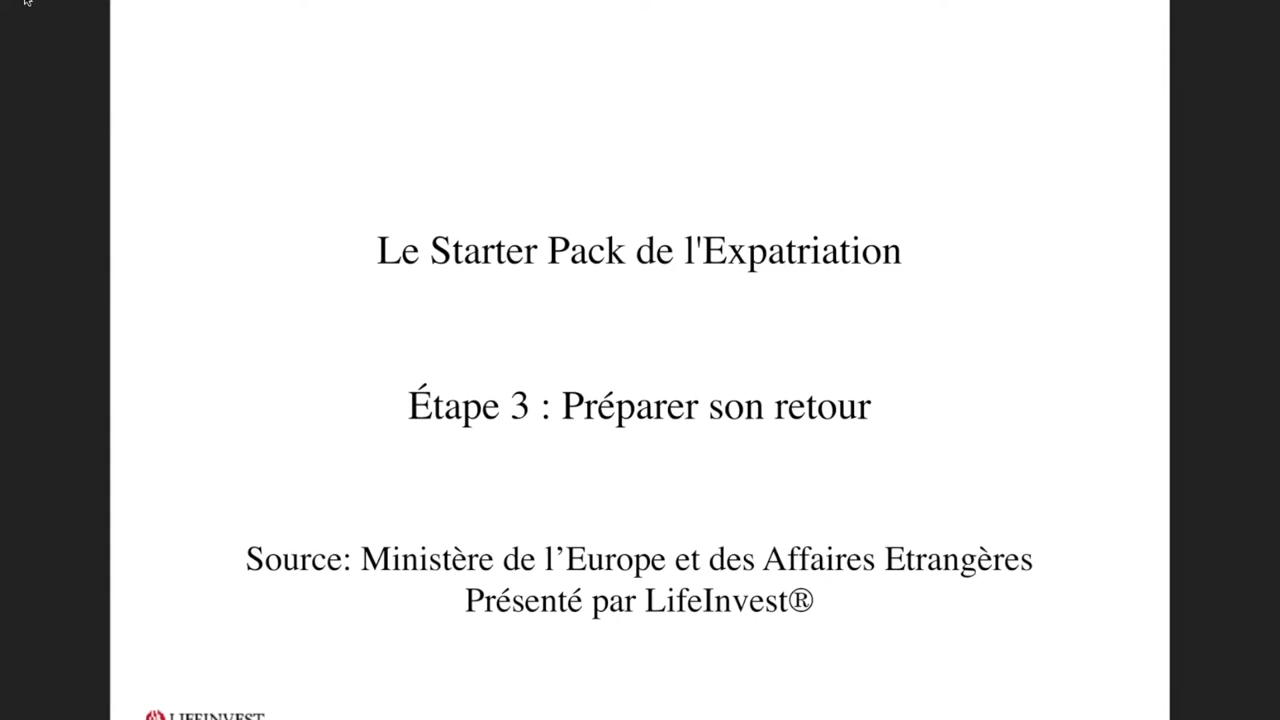 Le Starter Pack de l'Expatriation
Étape 3 : Préparer son retour
Source: Ministère de l’Europe et des Affaires Etrangères
Présenté par LifeInvest®
LIFEINVEST